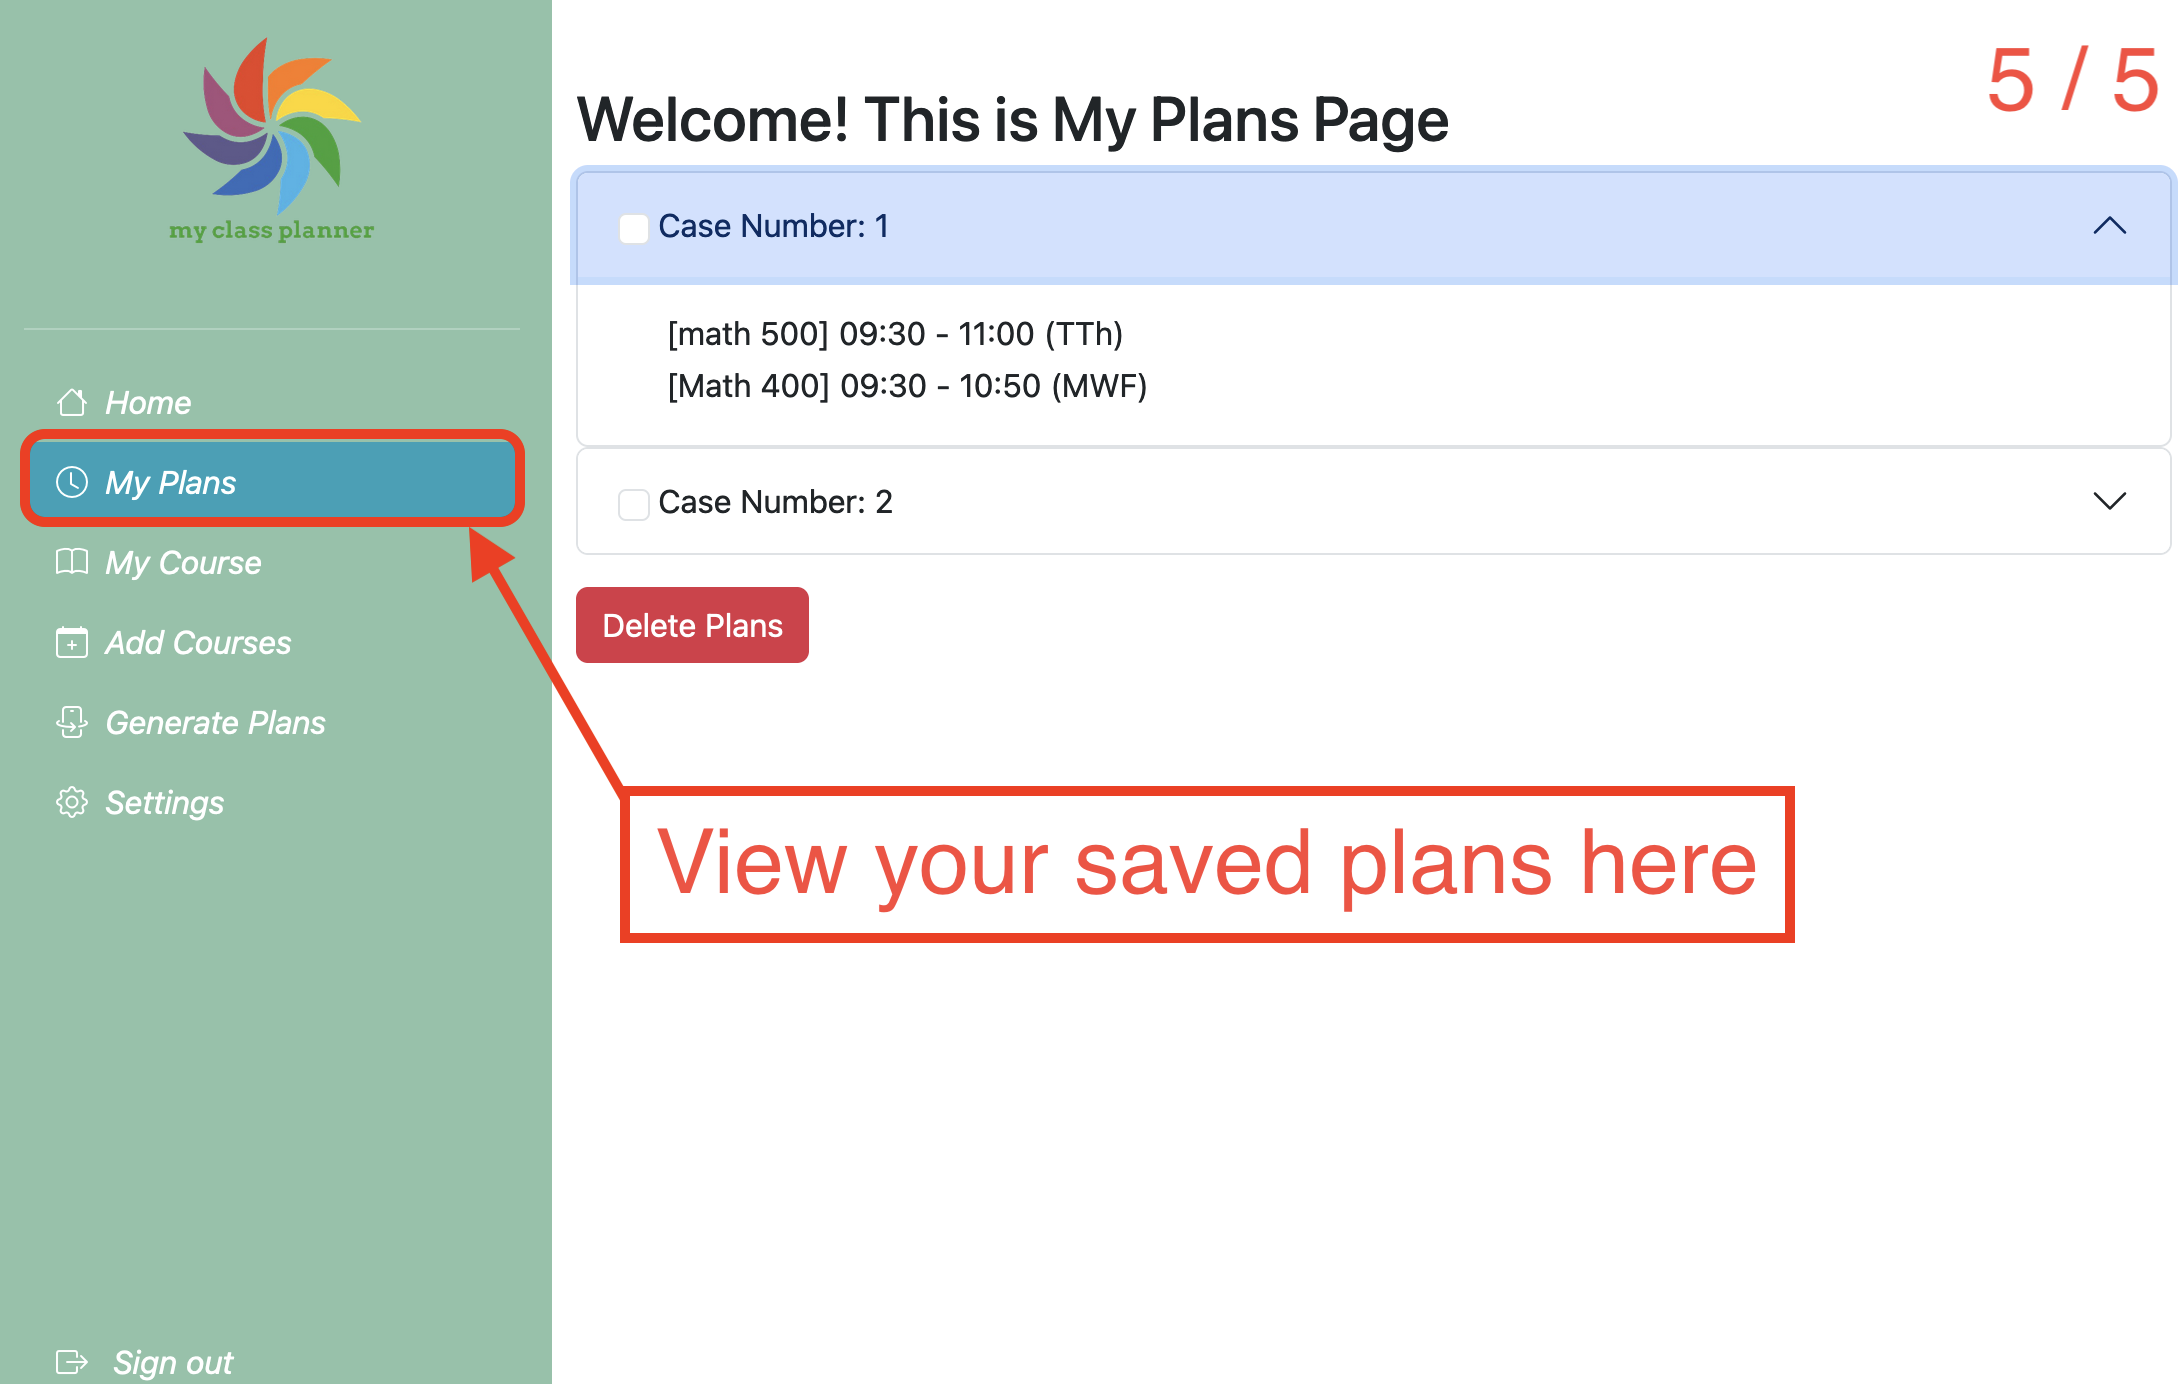 my class planner
Home
My Plans
My Course
Add Courses
Generate Plans
Settings
Sign out
5 / 5
Welcome! This is My Plans Page
Case Number: 1
[math 500] 09:30 - 11:00 (TTh)
[Math 400] 09:30 - 10:50 (MWF)
Case Number: 2
Delete Plans
View your saved plans here